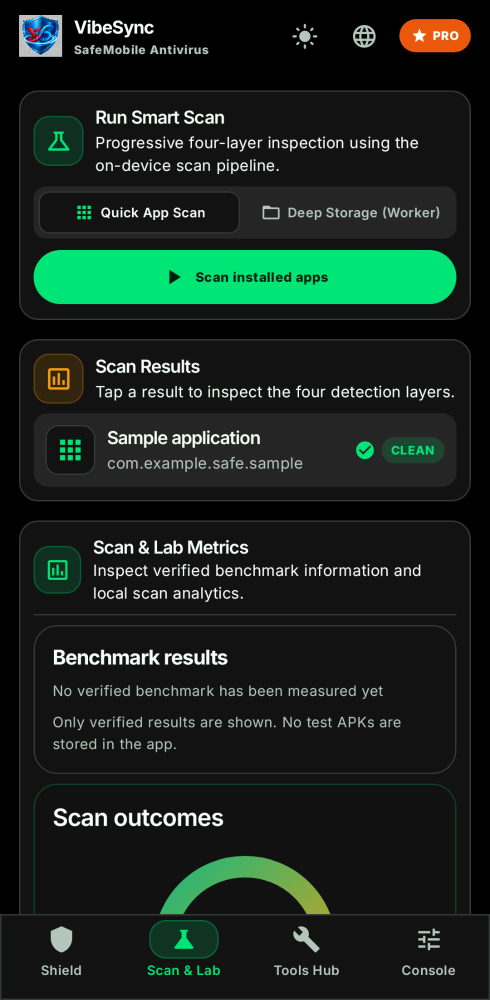 VibeSync
SafeMobile Antivirus
PRO
Run Smart Scan
Progressive four-layer inspection using the
on-device scan pipeline.
Quick App Scan
Deep Storage (Worker)
Scan installed apps
Scan Results
Tap a result to inspect the four detection layers.
Sample application
com.example.safe.sample
CLEAN
Scan & Lab Metrics
Inspect verified benchmark information and
local scan analytics.
Benchmark results
No verified benchmark has been measured yet
Only verified results are shown. No test APKs are
stored in the app.
Scan outcomes
Shield
Scan & Lab
Tools Hub
Console